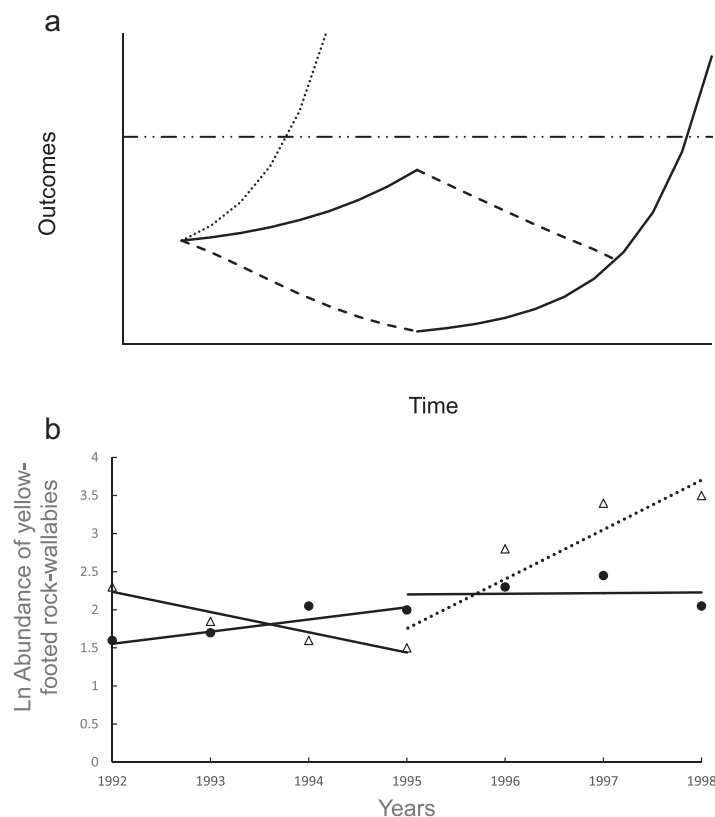 a
Outcomes
Time
b
Ln Abundance of yellow-
footed rock-wallabies
4
3.5
3
2.5
2
1.5
1
0.5
0
1992 1993 1994 1995 1996 1997 1998
Years